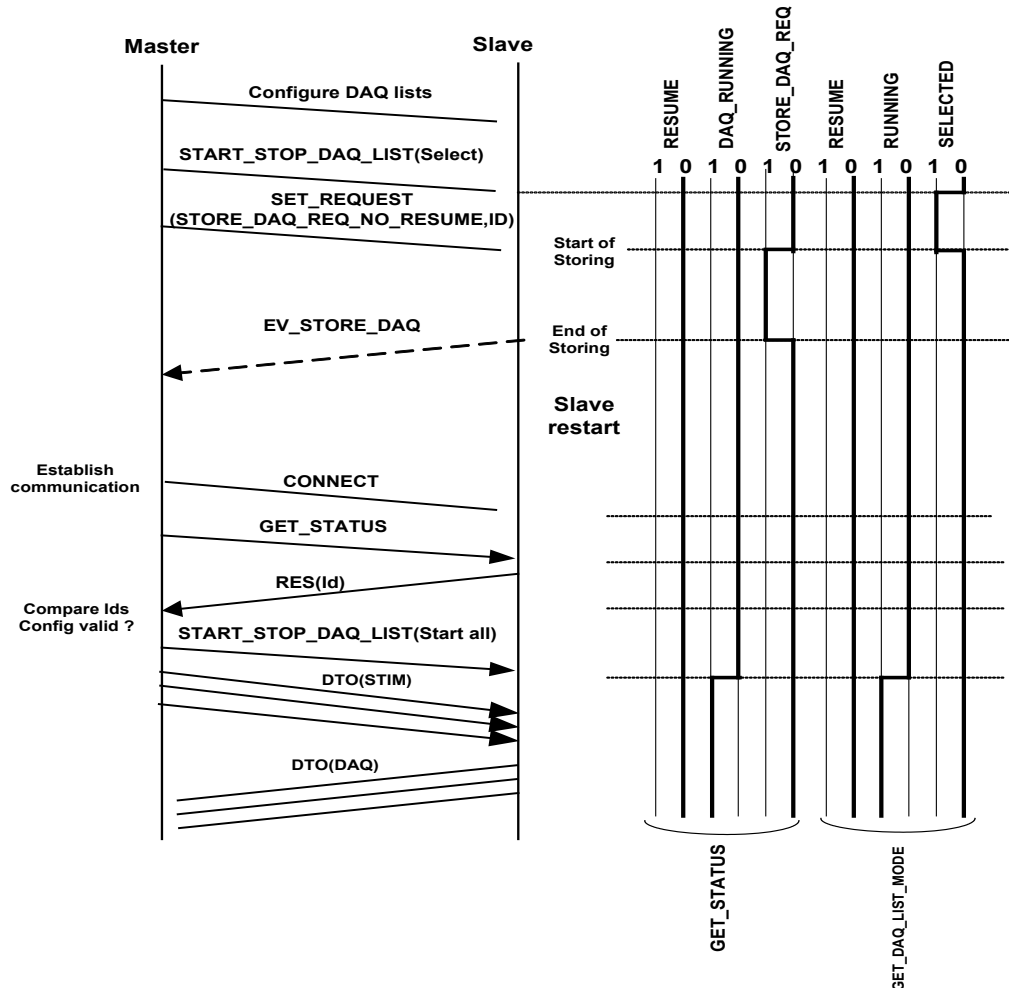 Master
Slave
Configure DAQ lists
START_STOP_DAQ_LIST(Select)
SET_REQUEST
(STORE_DAQ_REQ_NO_RESUME,ID)
EV_STORE_DAQ
Establish
communication
CONNECT
GET_STATUS
RES(Id)
Compare Ids
Config valid ?
START_STOP_DAQ_LIST(Start all)
DTO(STIM)
DTO(DAQ)
Start of
Storing
End of
Storing
Slave
restart
RESUME
DAQ_RUNNING
STORE_DAQ_REQ
RESUME
RUNNING
SELECTED
1 0 1 0 1 0 1 0 1 0 1 0
GET_STATUS
GET_DAQ_LIST_MODE